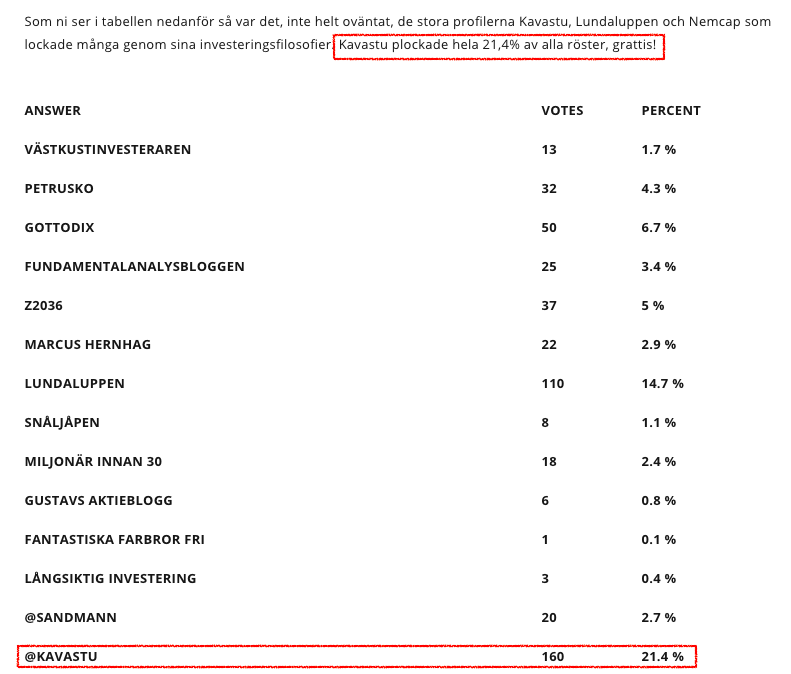 Som ni ser i tabellen nedanför så var det, inte helt oväntat, de stora profilerna Kavastu, Lundaluppen och Nemcap som
lockade många genom sina investeringsfilosofier. Kavastu plockade hela 21,4% av alla röster, grattis!
ANSWER VOTES PERCENT
VÄSTKUSTINVESTERAREN 13 1.7 %
PETRUSKO 32 4.3 %
GOTTODIX 50 6.7 %
FUNDAMENTALANALYSBLOGGEN 25 3.4 %
Z2036 37 5 %
MARCUS HERNHAG 22 2.9 %
LUNDALUPPEN 110 14.7 %
SNÅLJÅPEN 8 1.1 %
MILJONÄR INNAN 30 18 2.4 %
GUSTAVS AKTIEBLOGG 6 0.8 %
FANTASTISKA FARBROR FRI 1 0.1 %
LÅNGSIKTIG INVESTERING 3 0.4 %
@SANDMANN 20 2.7 %
@KAVASTU 160 21.4 %